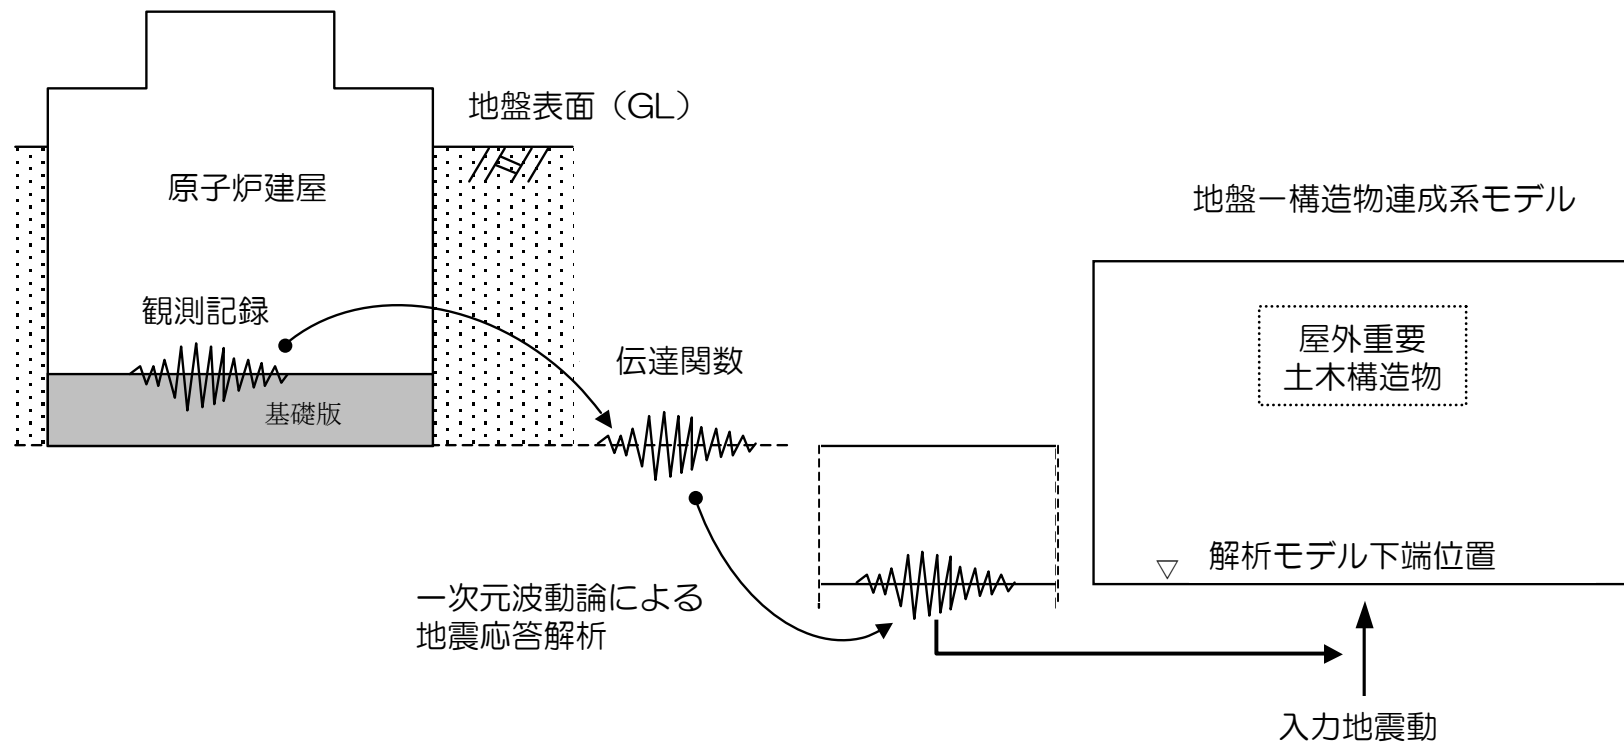 地盤表面（GL）
原子炉建屋
地盤－構造物連成系モデル
観測記録
伝達関数
屋外重要
土木構造物
基礎版
▽ 解析モデル下端位置
一次元波動論による
地震応答解析
入力地震動